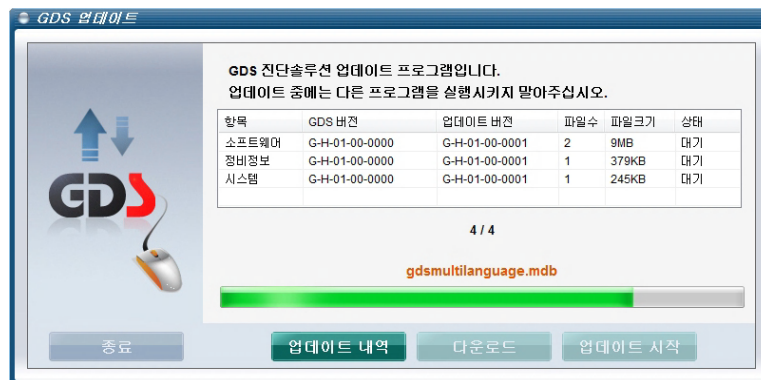 GDS 업데이트
GDS 진단솔루션 업데이트 프로그램입니다.
업데이트 중에는 다른 프로그램을 실행시키지 말아주십시오.
항목 GDS 버전 업데이트 버전 파일수 파일크기 상태
소프트웨어 G-H-01-00-0000 G-H-01-00-0001 2 9MB 대기
정비정보 G-H-01-00-0000 G-H-01-00-0001 1 379KB 대기
시스템 G-H-01-00-0000 G-H-01-00-0001 1 245KB 대기
GDS
4 / 4
gdsmultilanguage.mdb
종료 업데이트 내역 다운로드 업데이트 시작